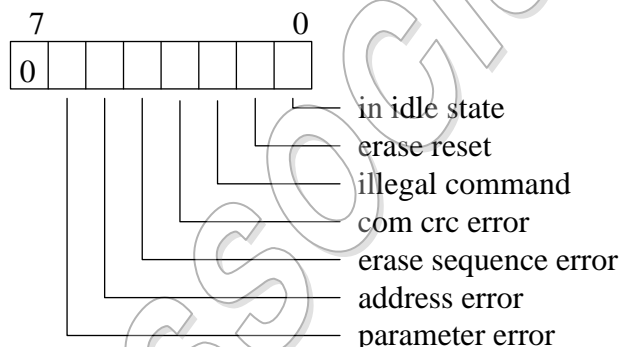 7 0
0
in idle state
erase reset
illegal command
com crc error
erase sequence error
address error
parameter error